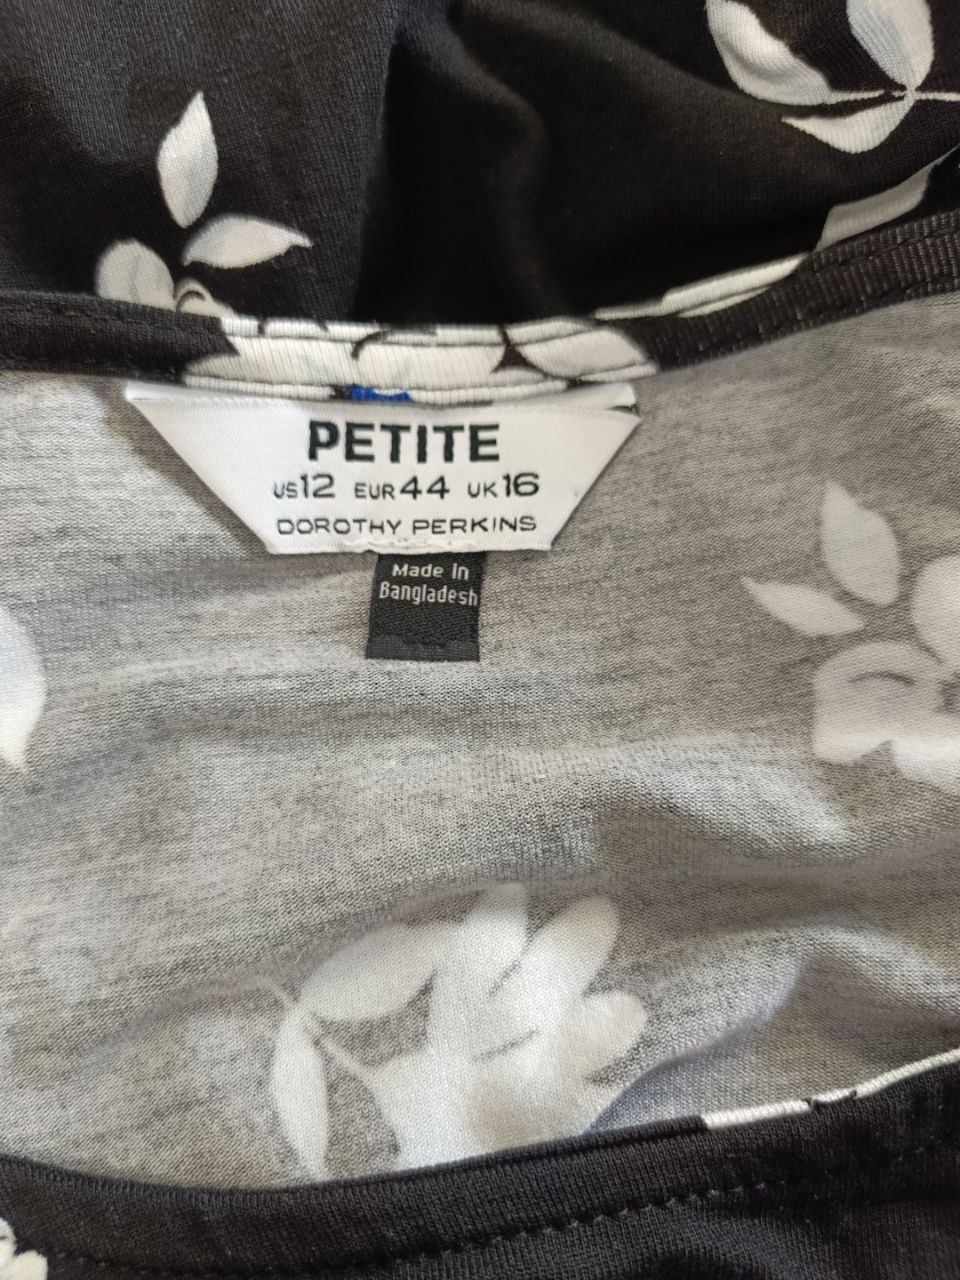 PETITE
US12 EUR44 UK16
DOROTHY PERKINS
Made In
Bangladesh